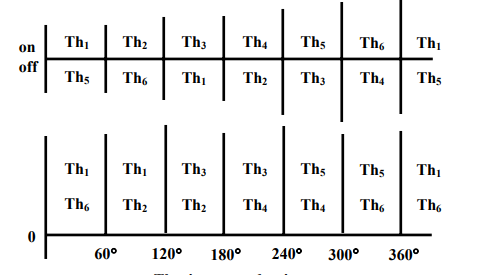 on Th₁ Th₂ Th₃ Th₄ Th₅ Th₆ Th₁
off Th₅ Th₆ Th₁ Th₂ Th₃ Th₄ Th₅
Th₁ Th₁ Th₃ Th₃ Th₅ Th₅ Th₁
Th₆ Th₂ Th₂ Th₄ Th₄ Th₆ Th₆
0
60° 120° 180° 240° 300° 360°